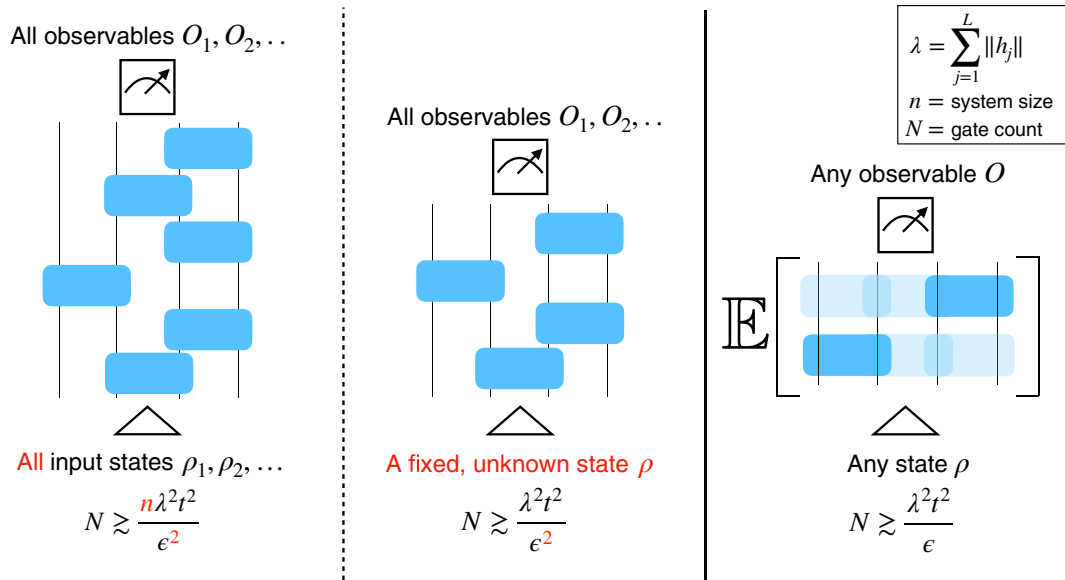 All observables O₁, O₂, . .
All input states ρ₁, ρ₂, …
N ≳ nλ²t² / ϵ²
All observables O₁, O₂, . .
A fixed, unknown state ρ
N ≳ λ²t² / ϵ²
λ = ∑_{j=1}^{L} ‖h_j‖
n = system size
N = gate count
Any observable O
𝔼
Any state ρ
N ≳ λ²t² / ϵ